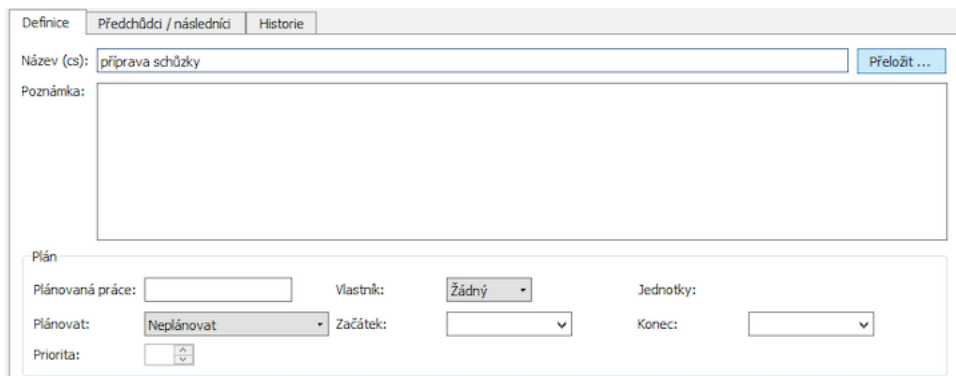 Definice Předchůdci / následníci Historie
Název (cs): příprava schůzky Přeložit ...
Poznámka:
Plán
Plánovaná práce: Vlastník: Žádný Jednotky:
Plánovat: Neplánovat Začátek: Konec:
Priorita: